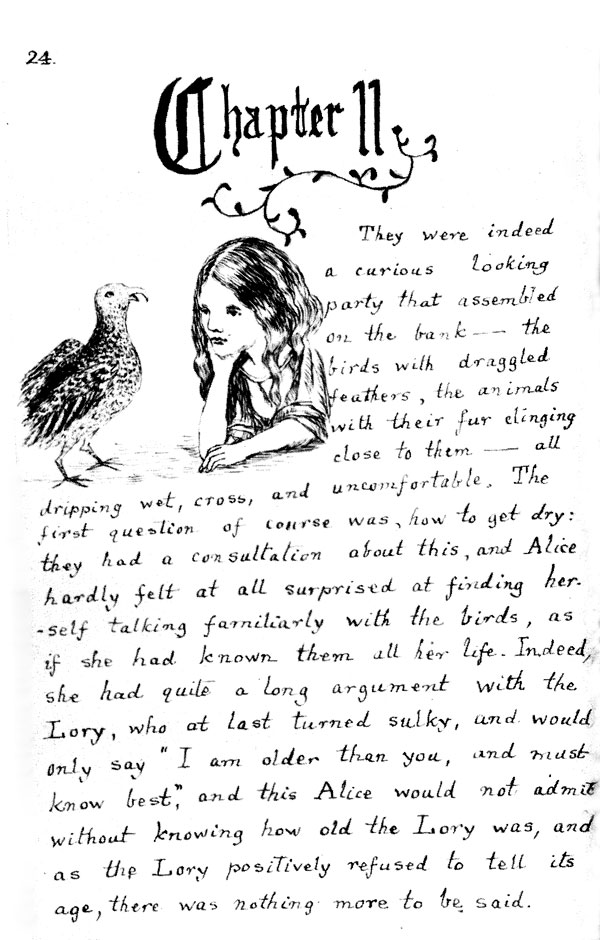 24.
Chapter II
They were indeed
a curious looking
party that assembled
on the bank — the
birds with draggled
feathers, the animals
with their fur clinging
close to them — all
dripping wet, cross, and uncomfortable. The
first question of course was, how to get dry:
they had a consultation about this, and Alice
hardly felt at all surprised at finding her-
-self talking familiarly with the birds, as
if she had known them all her life. Indeed,
she had quite a long argument with the
Lory, who at last turned sulky, and would
only say "I am older than you, and must
know best," and this Alice would not admit
without knowing how old the Lory was, and
as the Lory positively refused to tell its
age, there was nothing more to be said.